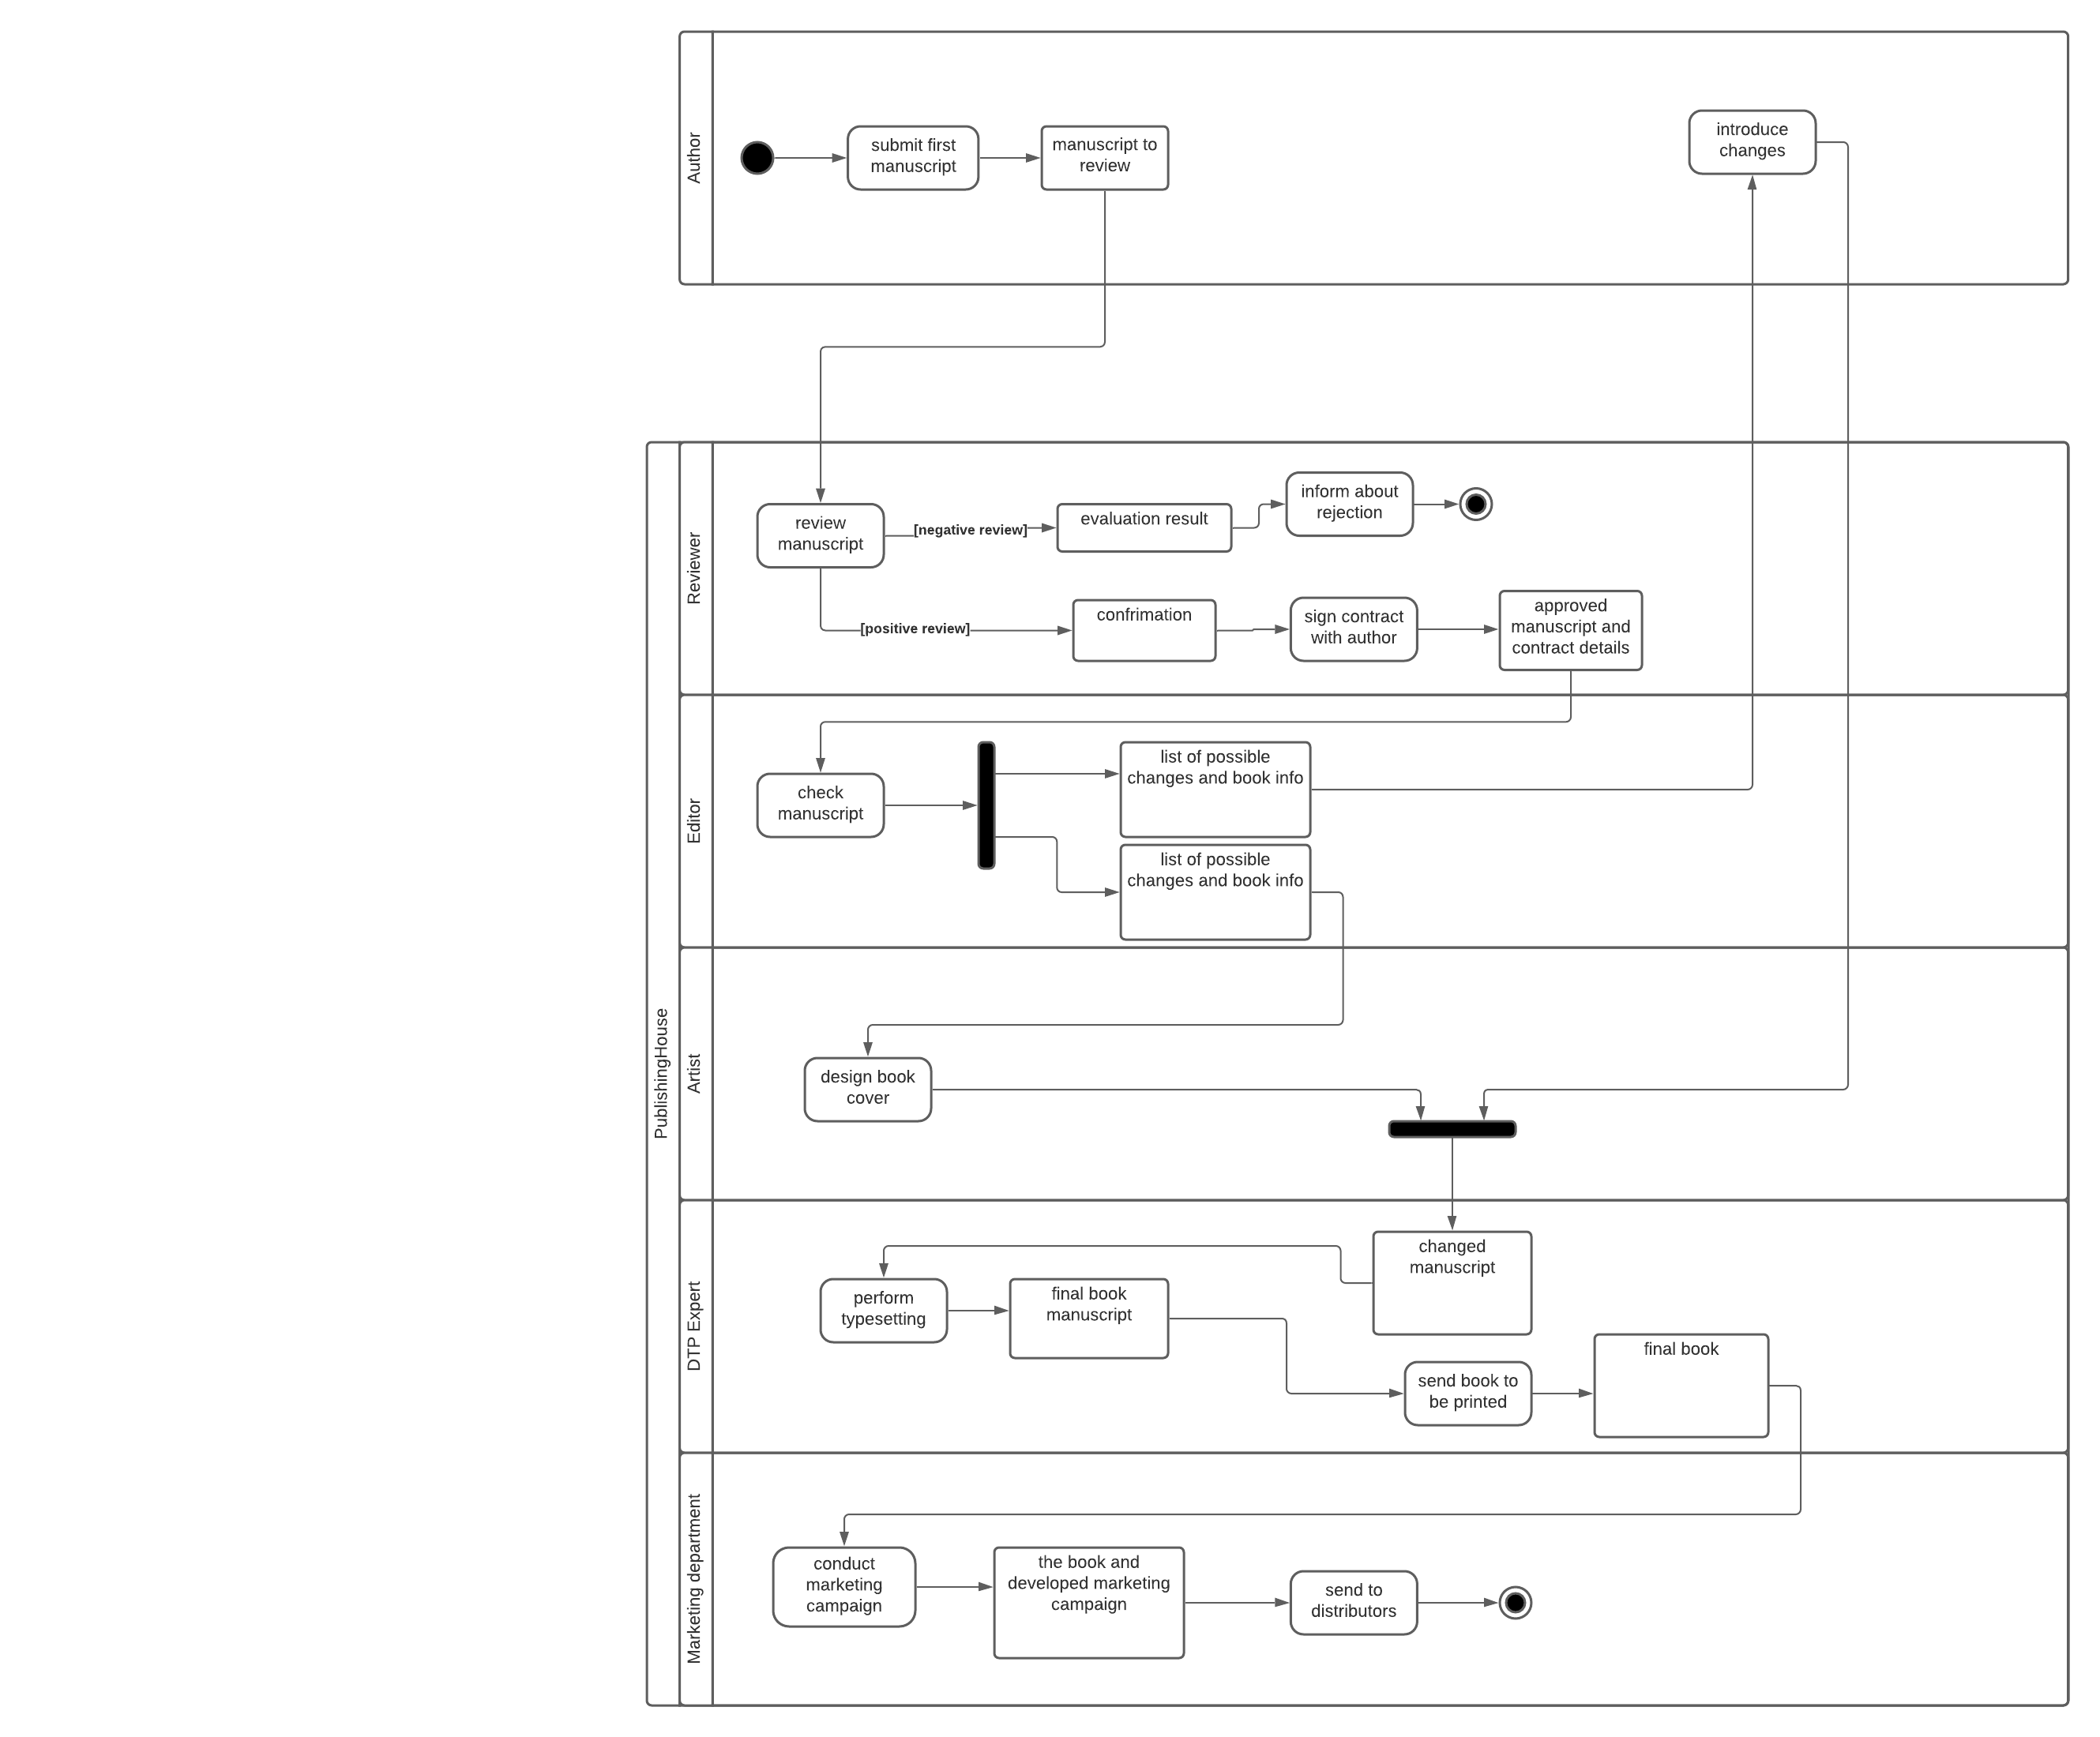 Author
submit first
manuscript
manuscript to
review
introduce
changes
PublishingHouse
Reviewer
review
manuscript
[negative review]
evaluation result
inform about
rejection
[positive review]
confrimation
sign contract
with author
approved
manuscript and
contract details
Editor
check
manuscript
list of possible
changes and book info
list of possible
changes and book info
Artist
design book
cover
DTP Expert
changed
manuscript
perform
typesetting
final book
manuscript
send book to
be printed
final book
Marketing department
conduct
marketing
campaign
the book and
developed marketing
campaign
send to
distributors